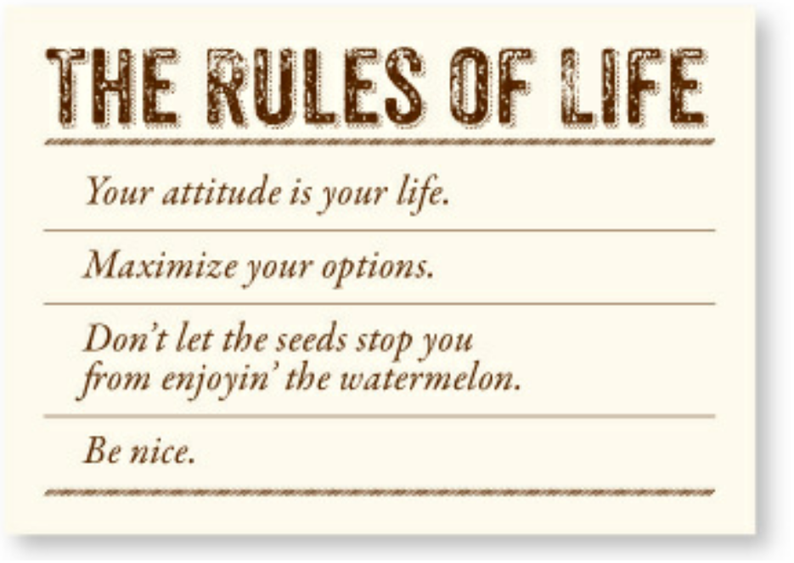 THE RULES OF LIFE
Your attitude is your life.
Maximize your options.
Don’t let the seeds stop you
from enjoyin’ the watermelon.
Be nice.